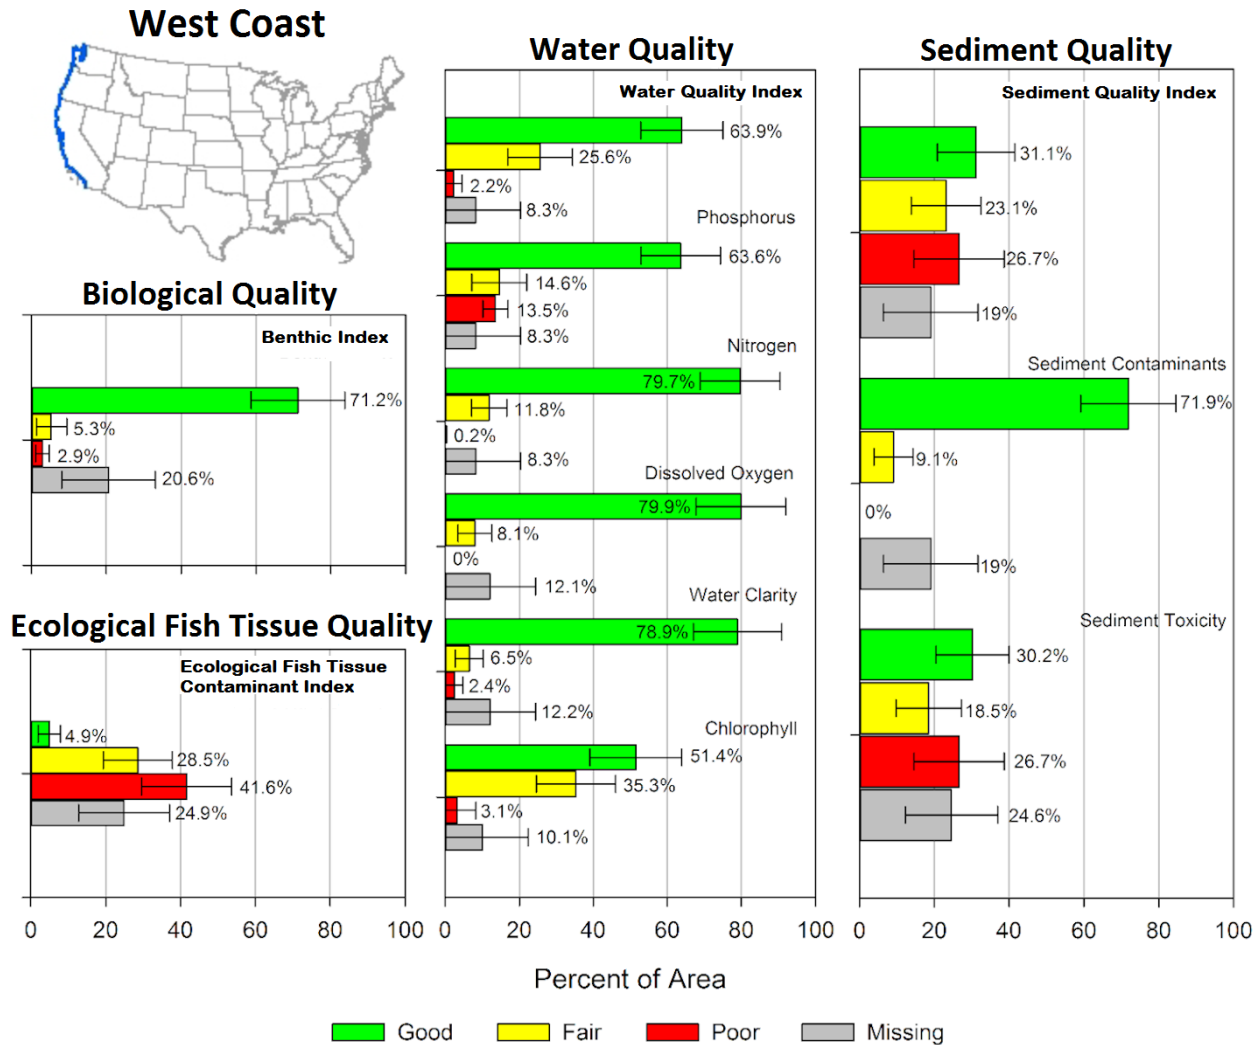 West Coast
Biological Quality
Benthic Index
71.2%
5.3%
2.9%
20.6%
Ecological Fish Tissue Quality
Ecological Fish Tissue
Contaminant Index
4.9%
28.5%
41.6%
24.9%
0 20 40 60 80 100
Water Quality
Water Quality Index
63.9%
25.6%
2.2%
8.3%
Phosphorus
63.6%
14.6%
13.5%
8.3%
Nitrogen
79.7%
11.8%
0.2%
8.3%
Dissolved Oxygen
79.9%
8.1%
0%
12.1%
Water Clarity
78.9%
6.5%
2.4%
12.2%
Chlorophyll
51.4%
35.3%
3.1%
10.1%
0 20 40 60 80 100
Sediment Quality
Sediment Quality Index
31.1%
23.1%
26.7%
19%
Sediment Contaminants
71.9%
9.1%
0%
19%
Sediment Toxicity
30.2%
18.5%
26.7%
24.6%
0 20 40 60 80 100
Percent of Area
Good Fair Poor Missing